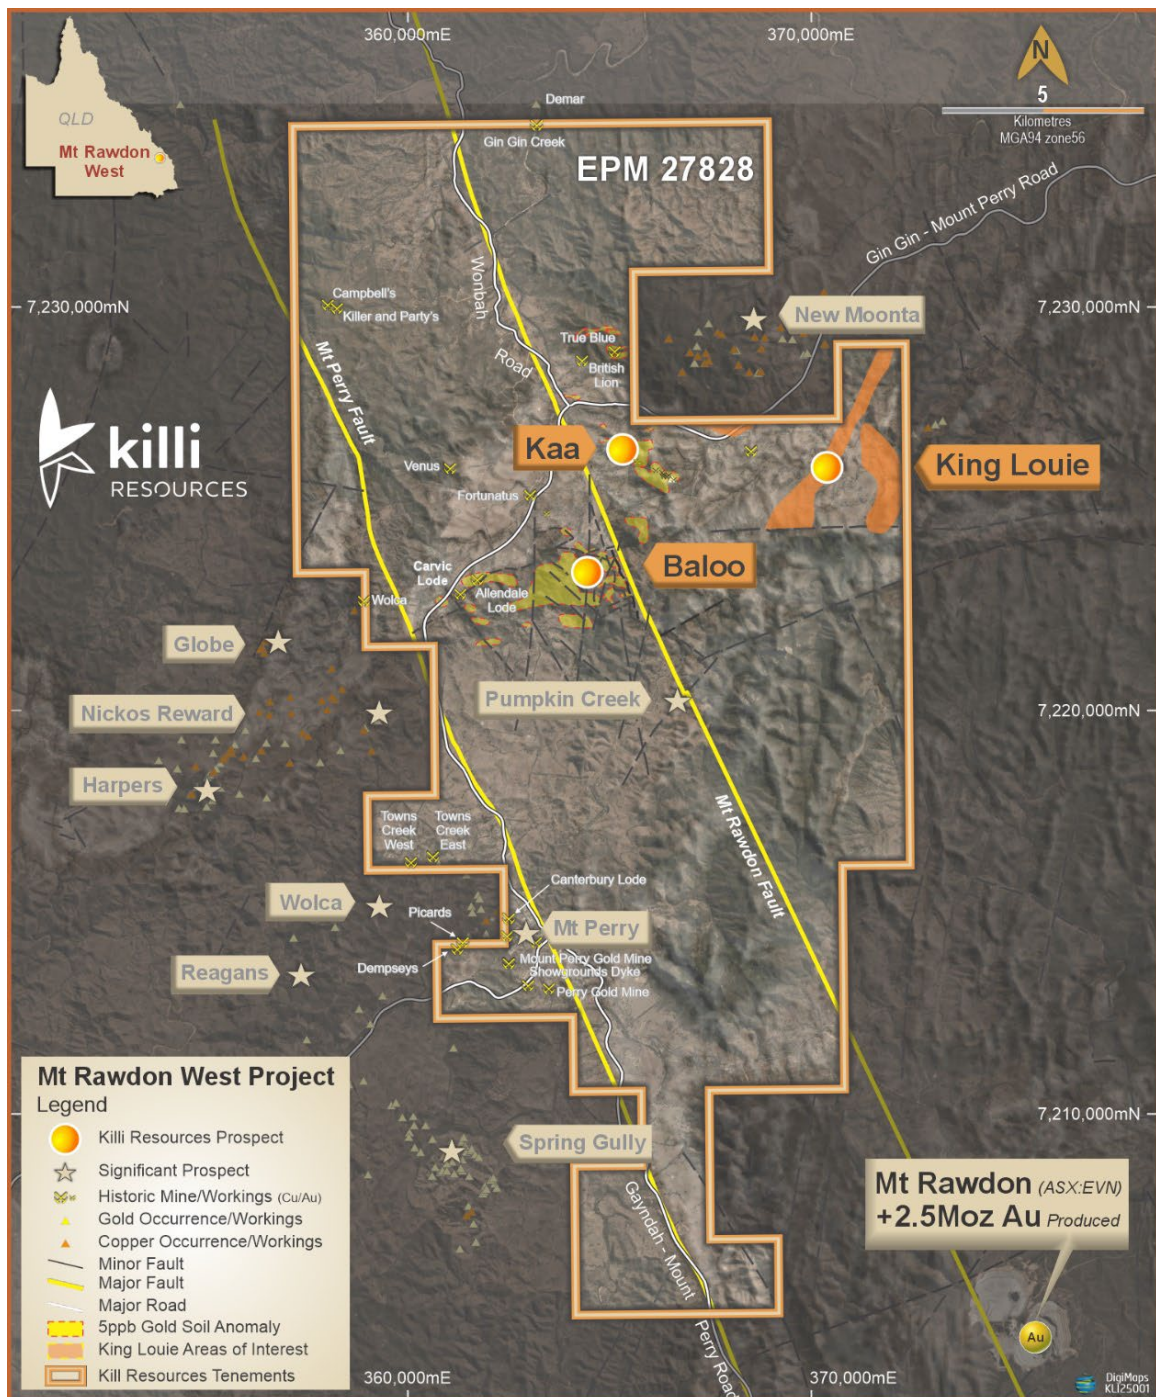 360,000mE
370,000mE
N
5
Kilometres
MGA94 zone56
QLD
Mt Rawdon
West
Demar
Gin Gin Creek
EPM 27828
Gin Gin - Mount Perry Road
Wonbah
Road
7,230,000mN
7,230,000mN
Campbell's
Killer and Party's
New Moonta
True Blue
British
Lion
Mt Perry Fault
killi
RESOURCES
Kaa
King Louie
Venus
Fortunatus
Baloo
Carvic
Lode
Allendale
Lode
Wolca
Globe
Pumpkin Creek
Nickos Reward
7,220,000mN
Harpers
Mt Rawdon Fault
Towns
Creek
West
Towns
Creek
East
Canterbury Lode
Wolca
Picards
Mt Perry
Dempseys
Mount Perry Gold Mine
Showgrounds Dyke
Perry Gold Mine
Reagans
7,210,000mN
Spring Gully
Gayndah - Mount
Perry Road
Mt Rawdon (ASX:EVN)
+2.5Moz Au Produced
Au
Mt Rawdon West Project
Legend
Killi Resources Prospect
Significant Prospect
Historic Mine/Workings (Cu/Au)
Gold Occurrence/Workings
Copper Occurrence/Workings
Minor Fault
Major Fault
Major Road
5ppb Gold Soil Anomaly
King Louie Areas of Interest
Kill Resources Tenements
360,000mE
370,000mE
DigiMaps
KLI25001